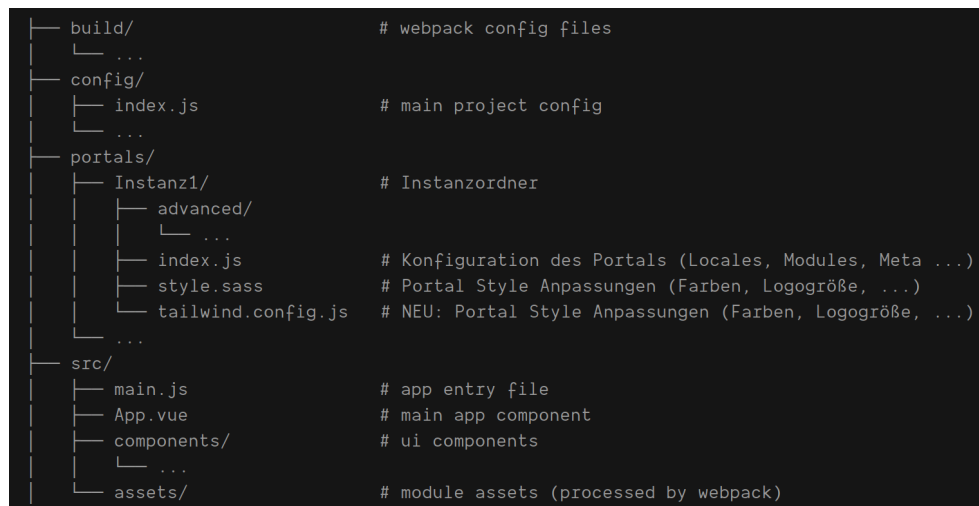 ├── build/                      # webpack config files
│   └── ...
├── config/
│   ├── index.js                # main project config
│   └── ...
├── portals/
│   ├── Instanz1/               # Instanzordner
│   │   ├── advanced/
│   │   │   └── ...
│   │   ├── index.js            # Konfiguration des Portals (Locales, Modules, Meta ...)
│   │   ├── style.sass          # Portal Style Anpassungen (Farben, Logogröße, ...)
│   │   └── tailwind.config.js  # NEU: Portal Style Anpassungen (Farben, Logogröße, ...)
│   └── ...
├── src/
│   ├── main.js                 # app entry file
│   ├── App.vue                 # main app component
│   ├── components/             # ui components
│   │   └── ...
│   └── assets/                 # module assets (processed by webpack)